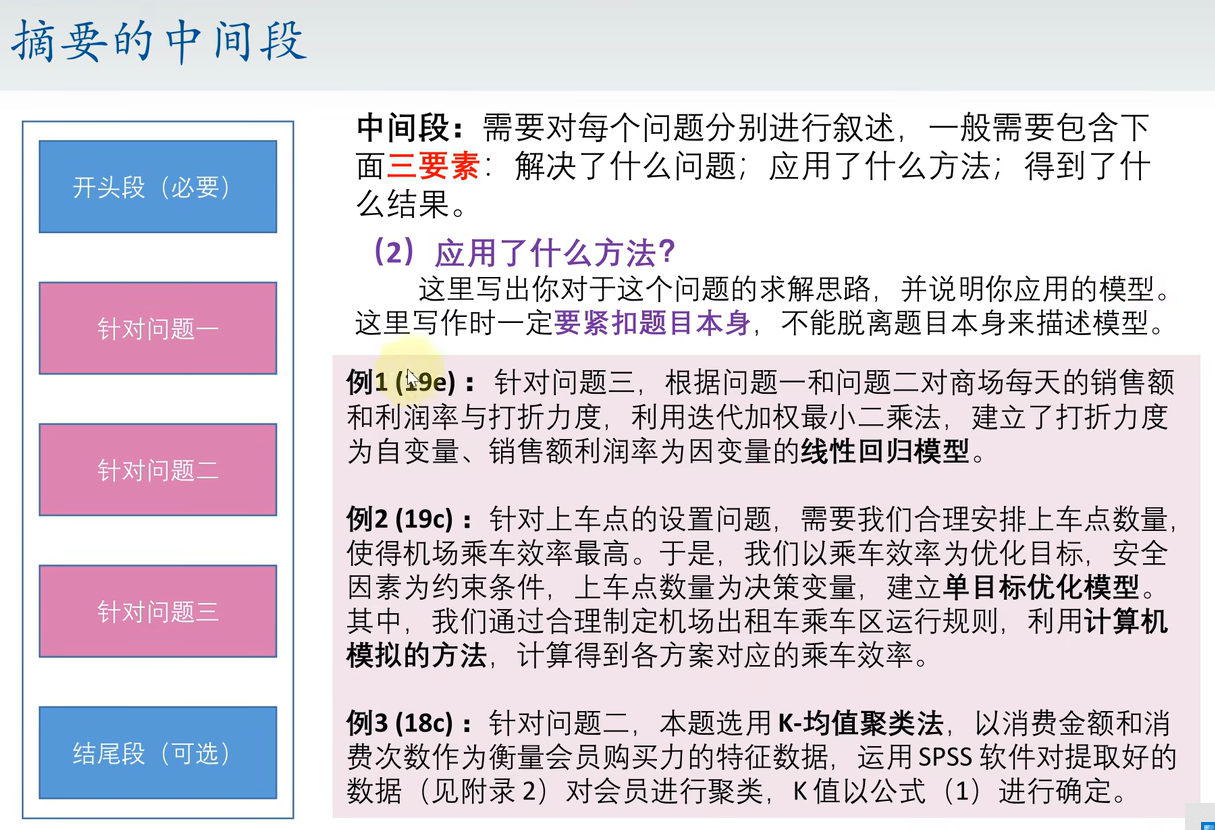 摘要的中间段
开头段（必要）
针对问题一
针对问题二
针对问题三
结尾段（可选）
中间段：需要对每个问题分别进行叙述，一般需要包含下
面三要素：解决了什么问题；应用了什么方法；得到了什
么结果。
（2）应用了什么方法？
这里写出你对于这个问题的求解思路，并说明你应用的模型。
这里写作时一定要紧扣题目本身，不能脱离题目本身来描述模型。
例1 (19e)：针对问题三，根据问题一和问题二对商场每天的销售额
和利润率与打折力度，利用迭代加权最小二乘法，建立了打折力度
为自变量、销售额利润率为因变量的线性回归模型。
例2 (19c)：针对上车点的设置问题，需要我们合理安排上车点数量，
使得机场乘车效率最高。于是，我们以乘车效率为优化目标，安全
因素为约束条件，上车点数量为决策变量，建立单目标优化模型。
其中，我们通过合理制定机场出租车乘车区运行规则，利用计算机
模拟的方法，计算得到各方案对应的乘车效率。
例3 (18c)：针对问题二，本题选用 K-均值聚类法，以消费金额和消
费次数作为衡量会员购买力的特征数据，运用 SPSS 软件对提取好的
数据（见附录 2）对会员进行聚类，K 值以公式（1）进行确定。